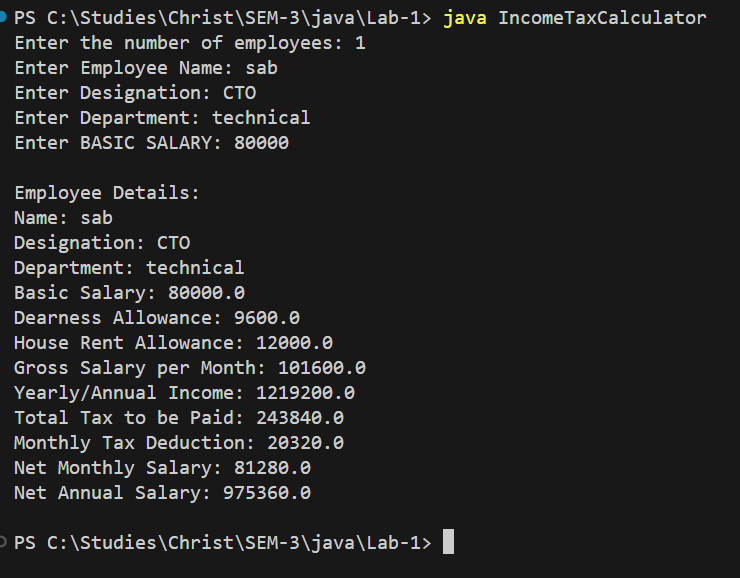 PS C:\Studies\Christ\SEM-3\java\Lab-1> java IncomeTaxCalculator
Enter the number of employees: 1
Enter Employee Name: sab
Enter Designation: CTO
Enter Department: technical
Enter BASIC SALARY: 80000
Employee Details:
Name: sab
Designation: CTO
Department: technical
Basic Salary: 80000.0
Dearness Allowance: 9600.0
House Rent Allowance: 12000.0
Gross Salary per Month: 101600.0
Yearly/Annual Income: 1219200.0
Total Tax to be Paid: 243840.0
Monthly Tax Deduction: 20320.0
Net Monthly Salary: 81280.0
Net Annual Salary: 975360.0
PS C:\Studies\Christ\SEM-3\java\Lab-1>